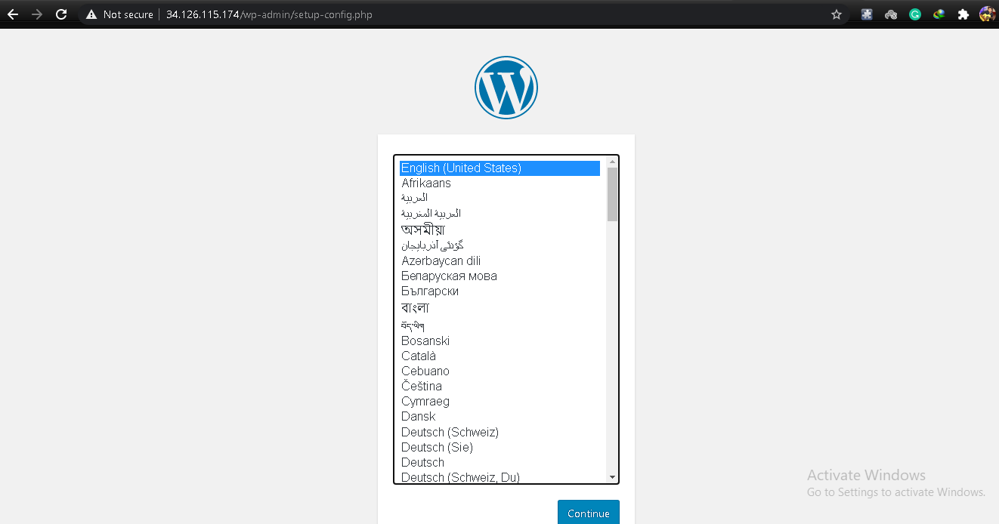 Not secure | 34.126.115.174/wp-admin/setup-config.php
English (United States)
Afrikaans
العربية
العربية المغربية
অসমীয়া
گؤنئی آذربایجان
Azərbaycan dili
Беларуская мова
Български
বাংলা
བོད་ཡིག
Bosanski
Català
Cebuano
Čeština
Cymraeg
Dansk
Deutsch (Schweiz)
Deutsch (Sie)
Deutsch
Deutsch (Schweiz, Du)
Continue
Activate Windows
Go to Settings to activate Windows.